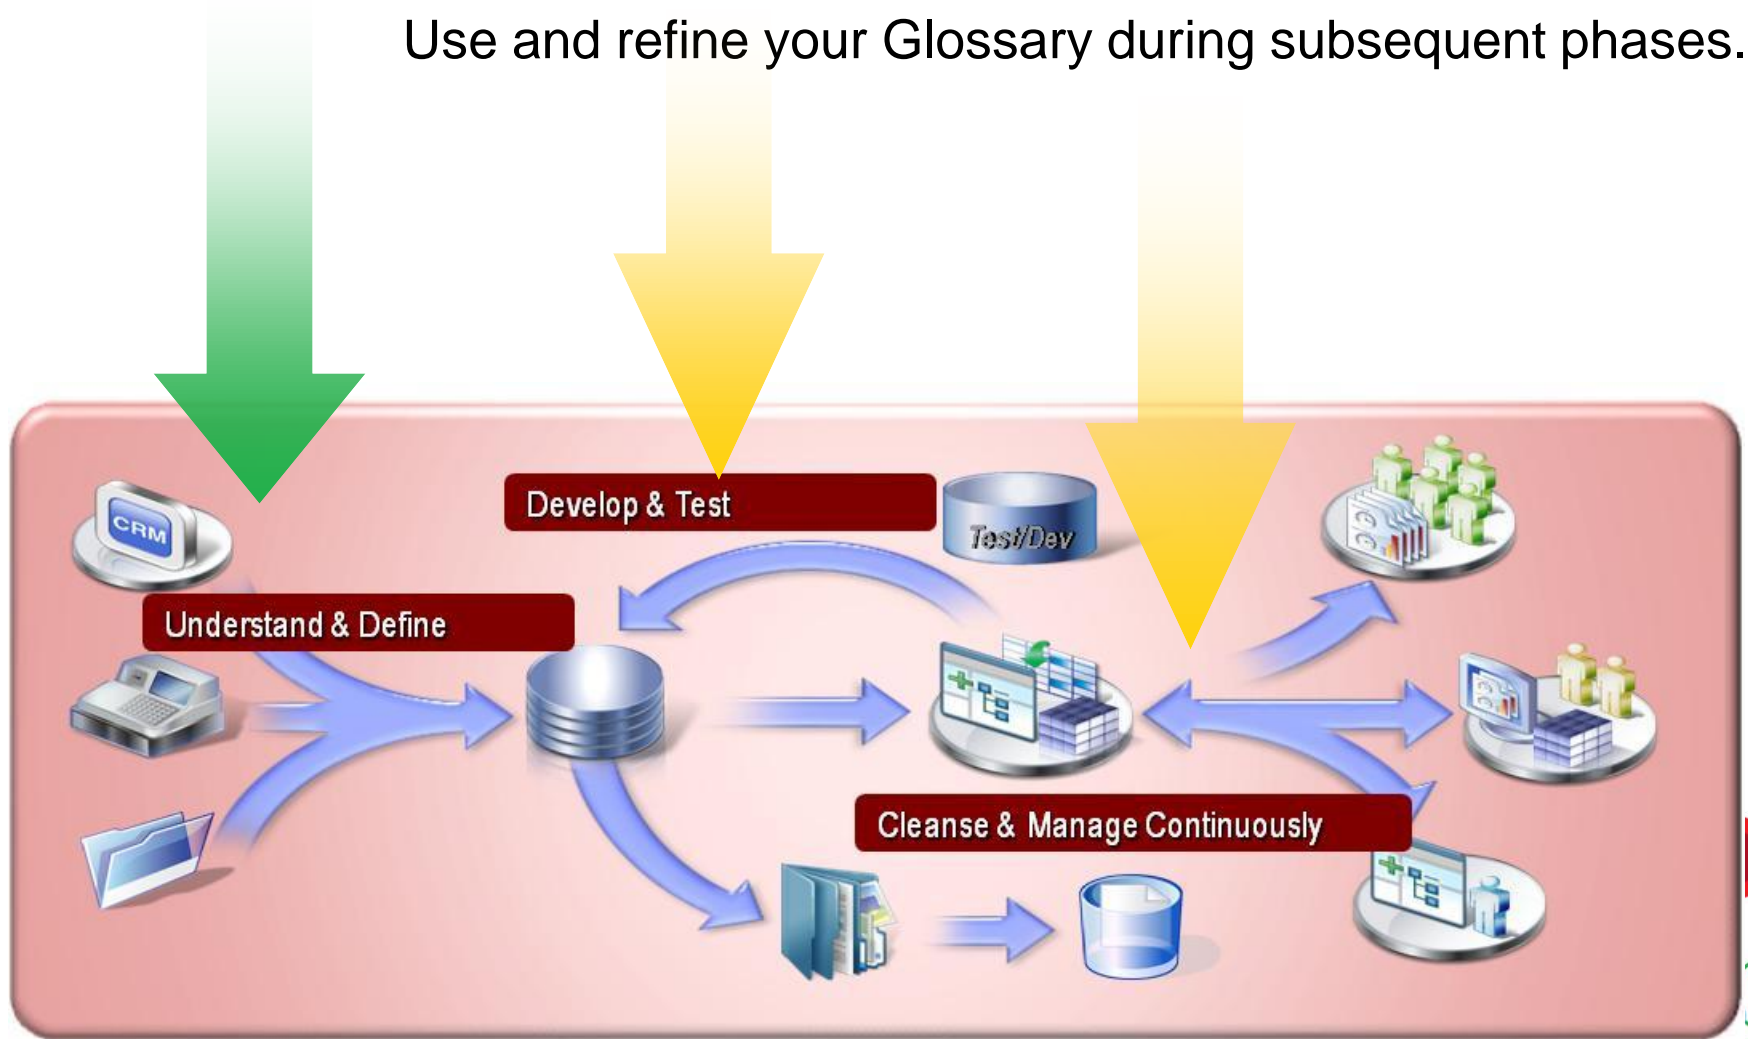 Use and refine your Glossary during subsequent phases.
Develop & Test
Test/Dev
CRM
Understand & Define
Cleanse & Manage Continuously